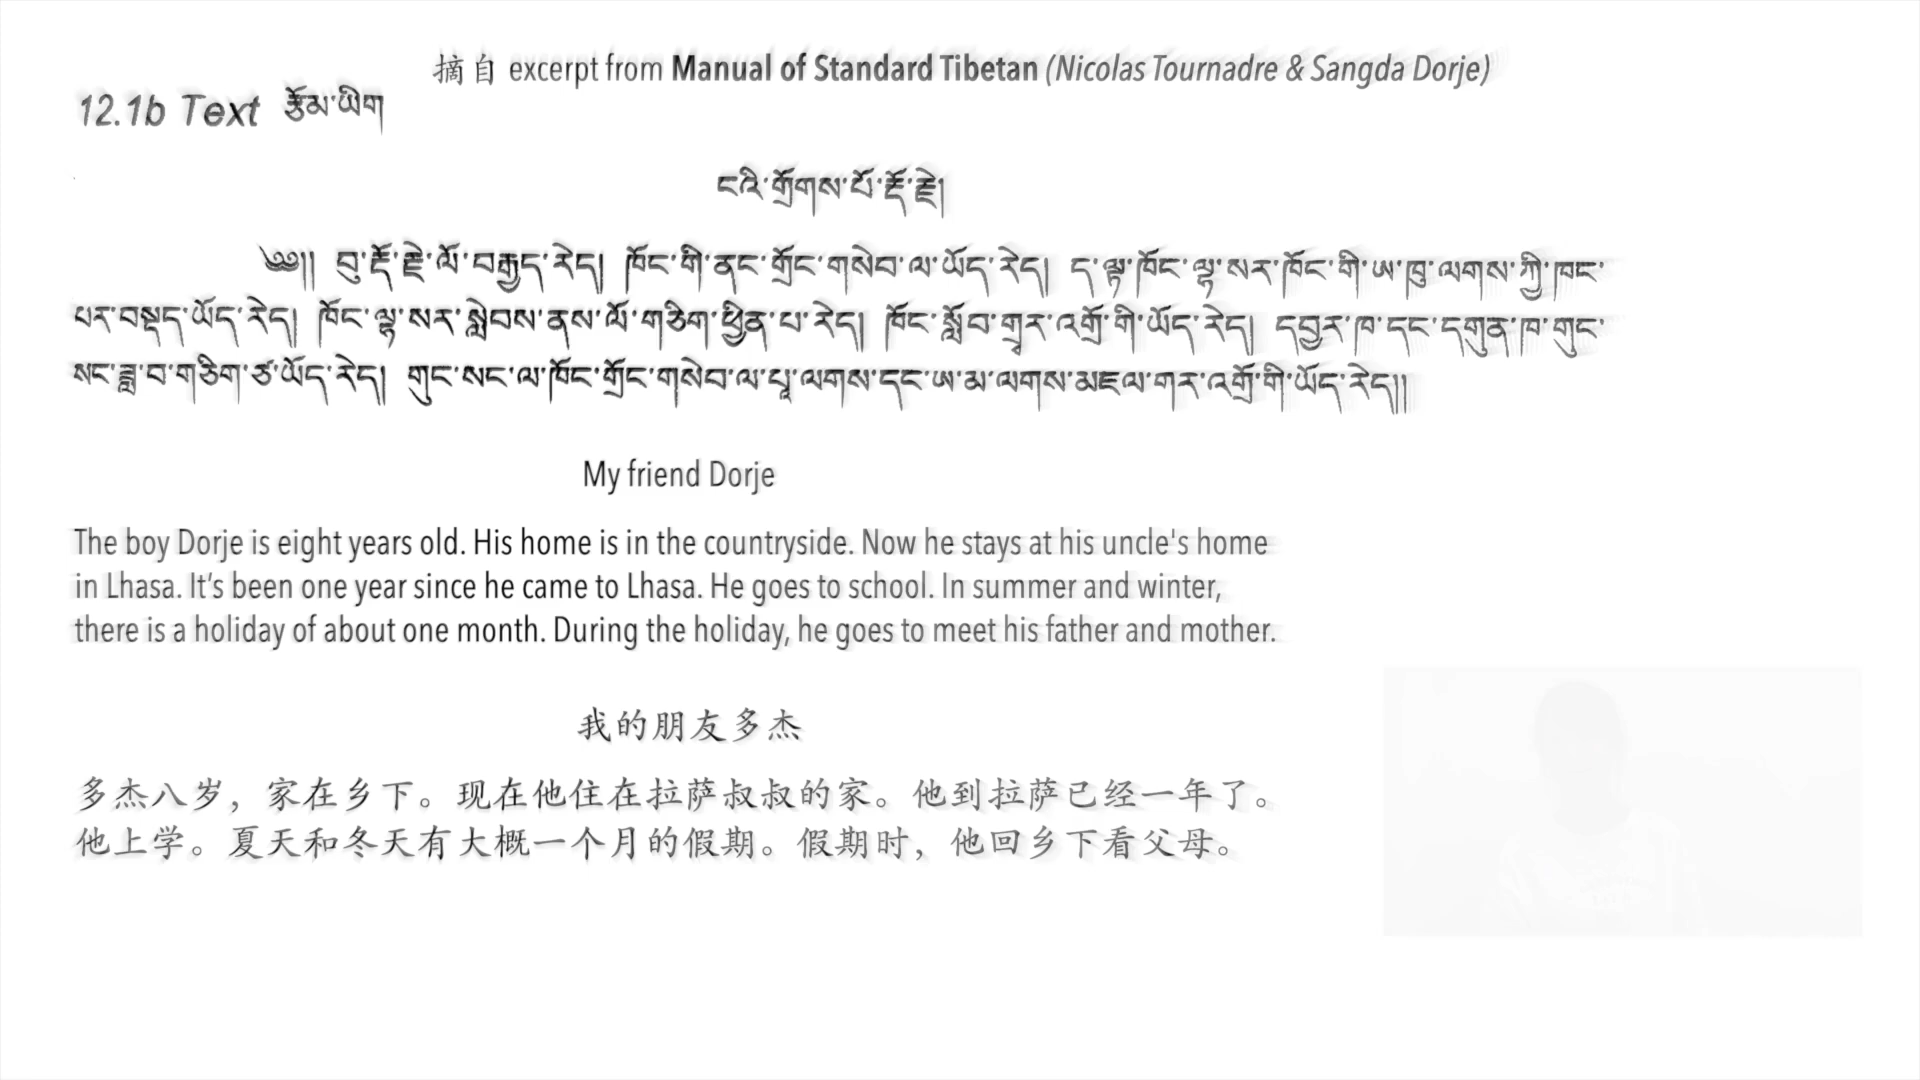 摘自 excerpt from Manual of Standard Tibetan (Nicolas Tournadre & Sangda Dorje)
12.1b Text རྩོམ་ཡིག
ངའི་གྲོགས་པོ་རྡོ་རྗེ།
༄༅།། བུ་རྡོ་རྗེ་ལོ་བརྒྱད་རེད། ཁོང་གི་ནང་གྲོང་གསེབ་ལ་ཡོད་རེད། ད་ལྟ་ཁོང་ལྷ་སར་ཁོང་གི་ཨ་ཁུ་ལགས་ཀྱི་ཁང་
པར་བསྡད་ཡོད་རེད། ཁོང་ལྷ་སར་སླེབས་ནས་ལོ་གཅིག་ཕྱིན་པ་རེད། ཁོང་སློབ་གྲྭར་འགྲོ་གི་ཡོད་རེད། དབྱར་ཁ་དང་དགུན་ཁ་གུང་
སང་ཟླ་བ་གཅིག་ཙ་ཡོད་རེད། གུང་སང་ལ་ཁོང་གྲོང་གསེབ་ལ་པཱ་ལགས་དང་ཨ་མ་ལགས་མཇལ་གར་འགྲོ་གི་ཡོད་རེད།།
My friend Dorje
The boy Dorje is eight years old. His home is in the countryside. Now he stays at his uncle's home
in Lhasa. It’s been one year since he came to Lhasa. He goes to school. In summer and winter,
there is a holiday of about one month. During the holiday, he goes to meet his father and mother.
我的朋友多杰
多杰八岁，家在乡下。现在他住在拉萨叔叔的家。他到拉萨已经一年了。
他上学。夏天和冬天有大概一个月的假期。假期时，他回乡下看父母。